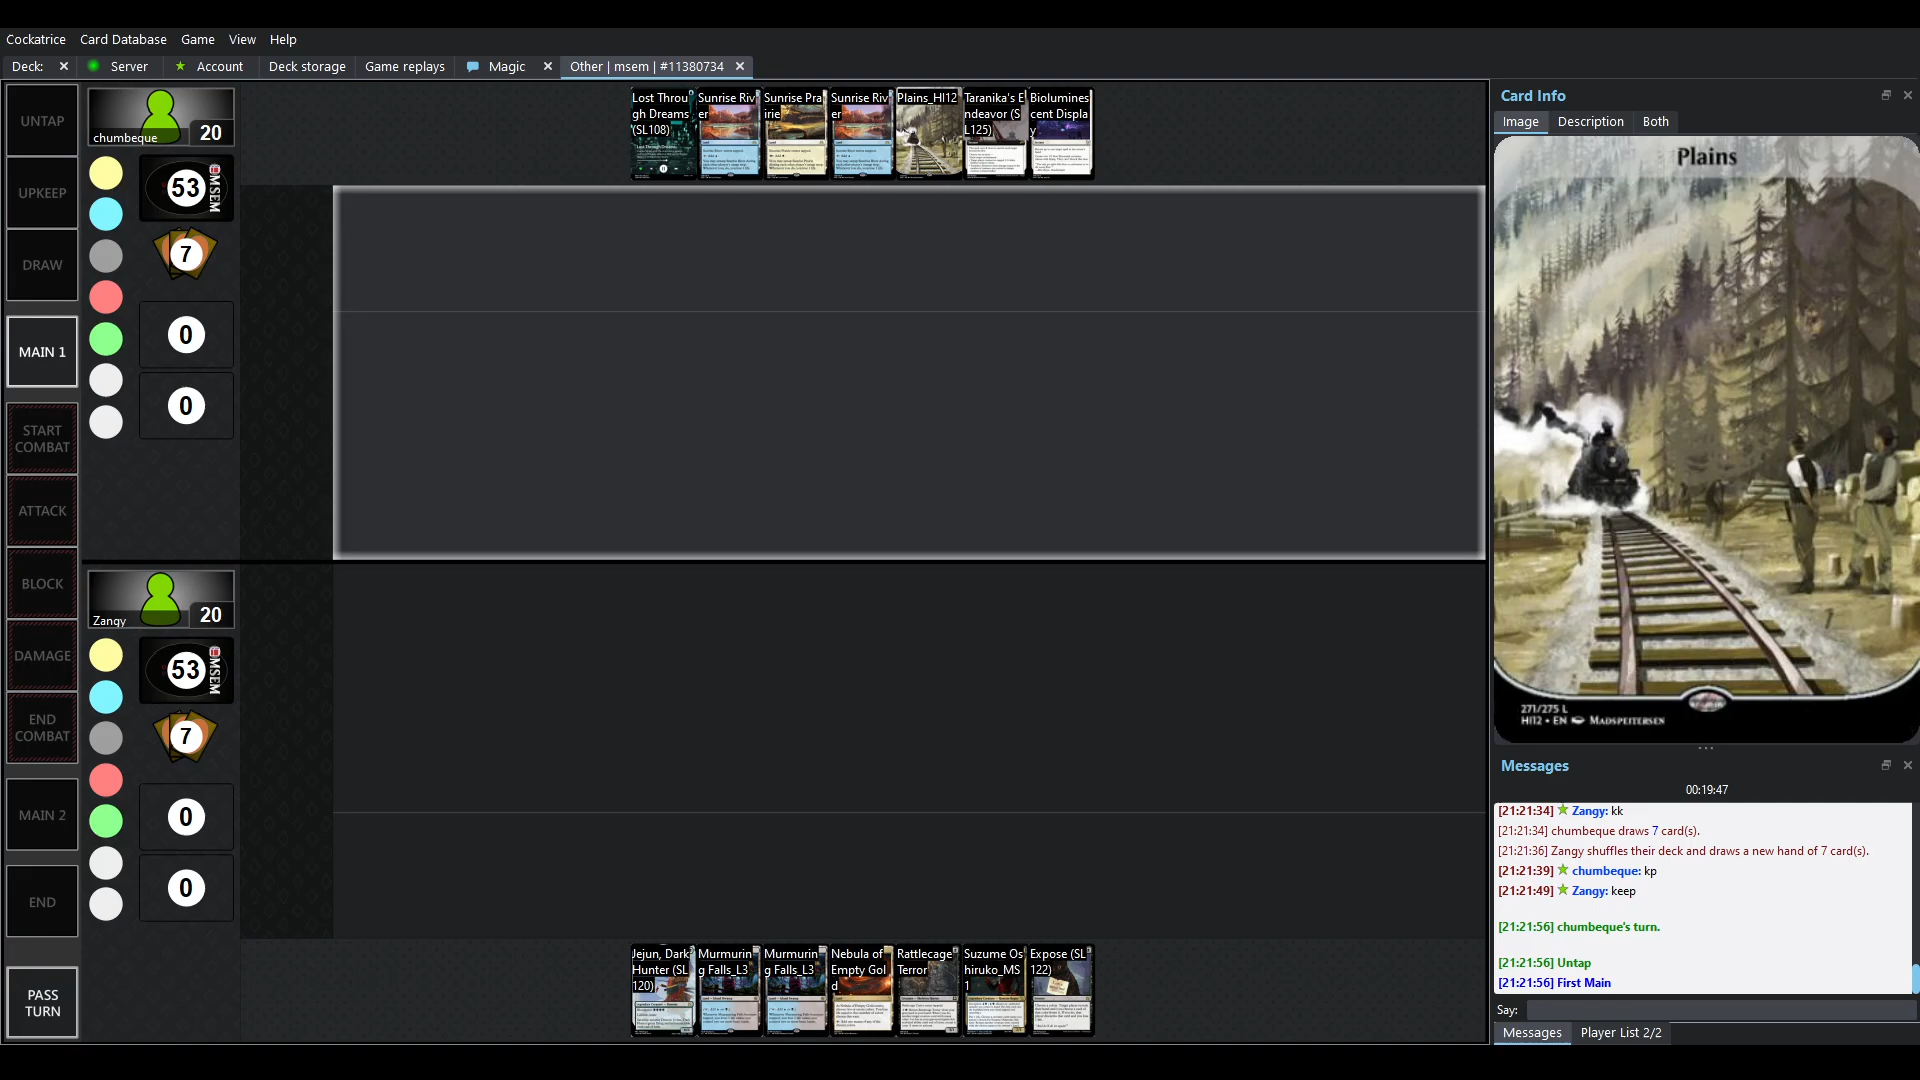 Cockatrice Card Database Game View Help
Deck: Server Account Deck storage Game replays Magic Other | msem | #11380734
UNTAP
UPKEEP
DRAW
MAIN 1
START COMBAT
ATTACK
BLOCK
DAMAGE
END COMBAT
MAIN 2
END
PASS TURN
chumbeque 20
53
MSEM
7
0
0
Lost Throu
gh Dreams
(SL108)
Sunrise Riv
er
Sunrise Pra
irie
Sunrise Riv
er
Plains_HI12
Taranika's E
ndeavor (S
L125)
Biolumines
cent Displa
y
Zangy 20
53
MSEM
7
0
0
Jejun, Dark
Hunter (SL
120)
Murmurin
g Falls_L3
Murmurin
g Falls_L3
Nebula of
Empty Gol
d
Rattlecage
Terror
Suzume Os
hiruko_MS
1
Expose (SL
122)
Card Info
Image Description Both
Plains
271/275 L
HI12 • EN MADSPEITERSEN
Messages
00:19:47
[21:21:34] Zangy: kk
[21:21:34] chumbeque draws 7 card(s).
[21:21:36] Zangy shuffles their deck and draws a new hand of 7 card(s).
[21:21:39] chumbeque: kp
[21:21:49] Zangy: keep
[21:21:56] chumbeque's turn.
[21:21:56] Untap
[21:21:56] First Main
Say:
Messages Player List 2/2